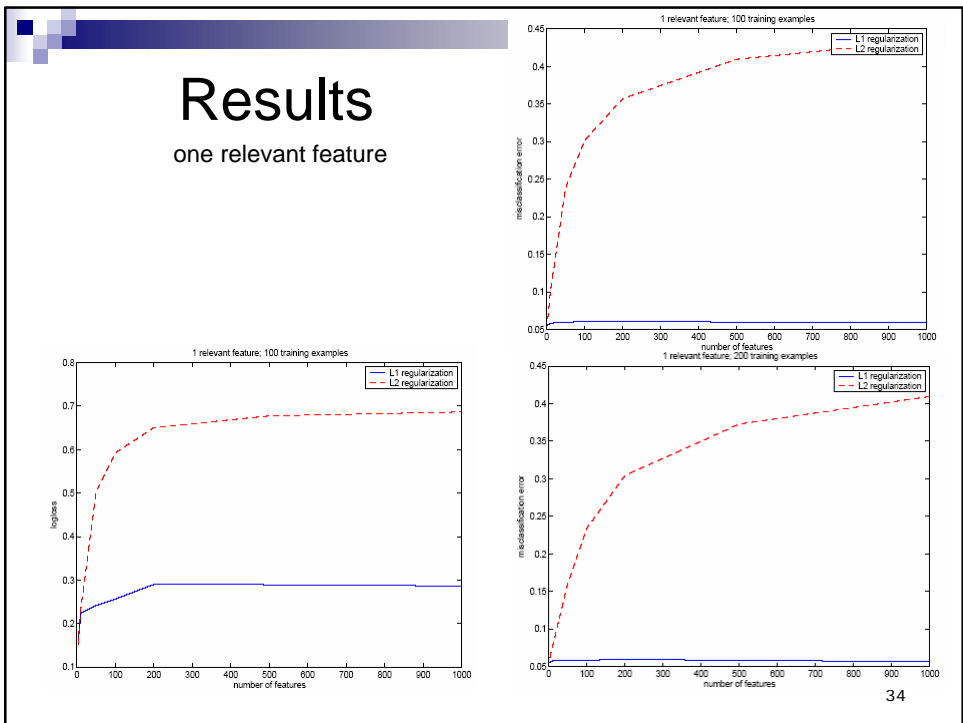 Results
one relevant feature
1 relevant feature; 100 training examples
0.45
0.4
0.35
0.3
0.25
0.2
0.15
0.1
0.05
misclassification error
L1 regularization
L2 regularization
0 100 200 300 400 500 600 700 800 900 1000
number of features
1 relevant feature; 100 training examples
0.8
0.7
0.6
0.5
0.4
0.3
0.2
0.1
logloss
L1 regularization
L2 regularization
0 100 200 300 400 500 600 700 800 900 1000
number of features
1 relevant feature; 200 training examples
0.45
0.4
0.35
0.3
0.25
0.2
0.15
0.1
0.05
misclassification error
L1 regularization
L2 regularization
0 100 200 300 400 500 600 700 800 900 1000
number of features
34